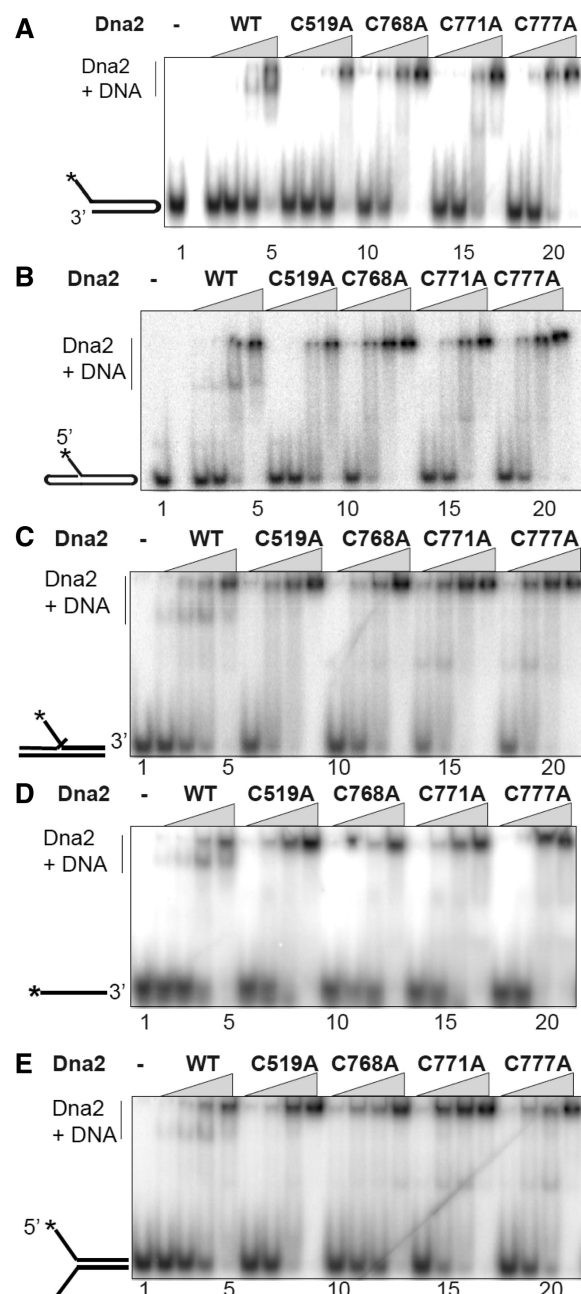 A Dna2 - WT C519A C768A C771A C777A
Dna2
+ DNA
*
3'
1 5 10 15 20
B Dna2 - WT C519A C768A C771A C777A
Dna2
+ DNA
5'
*
1 5 10 15 20
C Dna2 - WT C519A C768A C771A C777A
Dna2
+ DNA
*
3'
1 5 10 15 20
D Dna2 - WT C519A C768A C771A C777A
Dna2
+ DNA
* 3'
1 5 10 15 20
E Dna2 - WT C519A C768A C771A C777A
Dna2
+ DNA
5' *
1 5 10 15 20